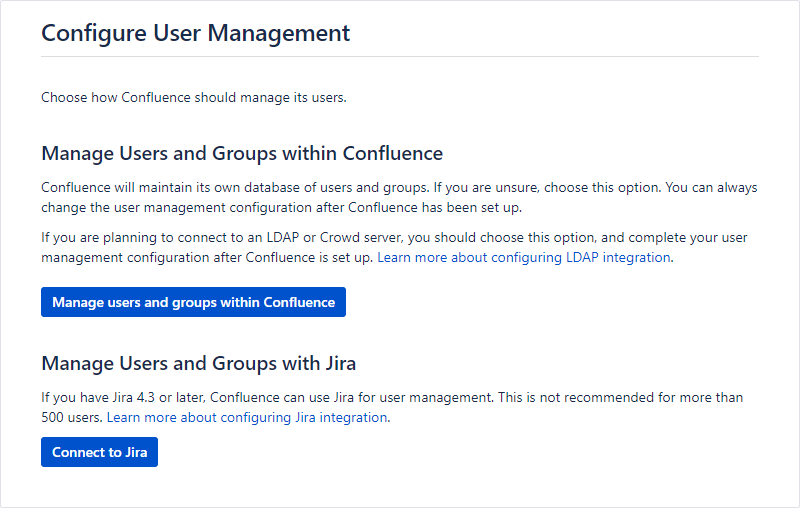 Configure User Management
Choose how Confluence should manage its users.
Manage Users and Groups within Confluence
Confluence will maintain its own database of users and groups. If you are unsure, choose this option. You can always
change the user management configuration after Confluence has been set up.
If you are planning to connect to an LDAP or Crowd server, you should choose this option, and complete your user
management configuration after Confluence is set up. Learn more about configuring LDAP integration.
Manage users and groups within Confluence
Manage Users and Groups with Jira
If you have Jira 4.3 or later, Confluence can use Jira for user management. This is not recommended for more than
500 users. Learn more about configuring Jira integration.
Connect to Jira